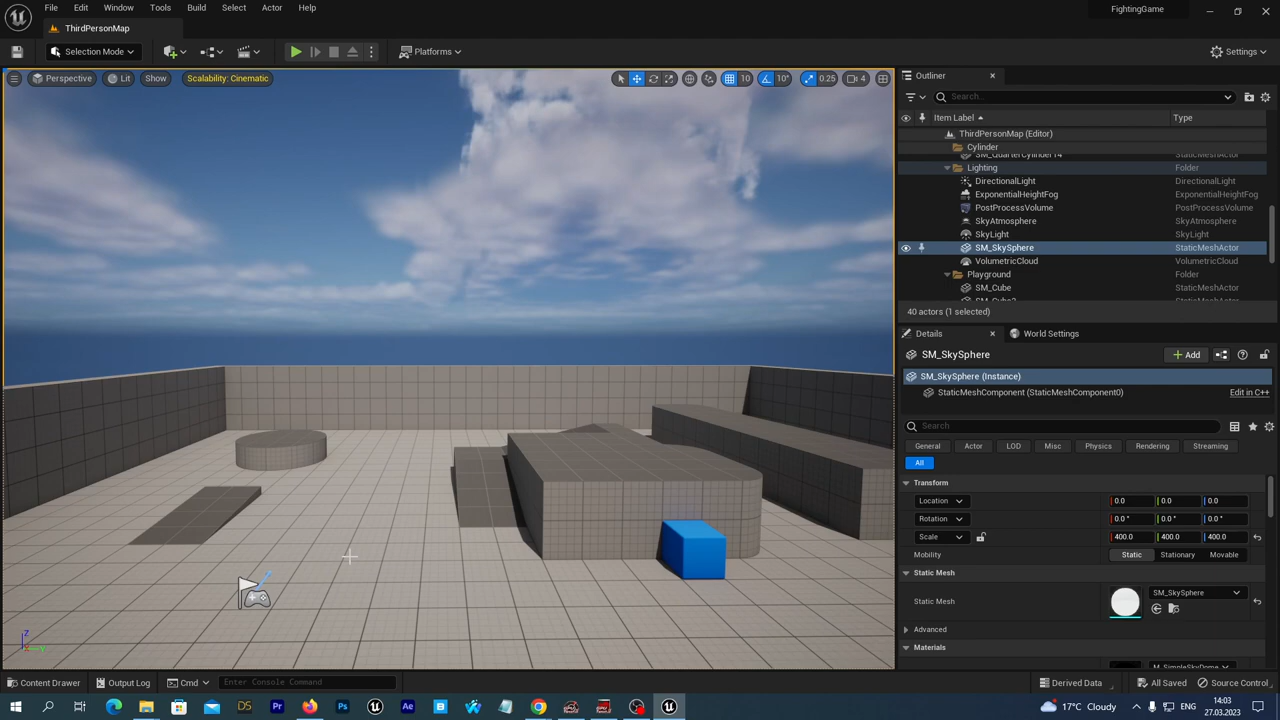 File Edit Window Tools Build Select Actor Help
FightingGame
ThirdPersonMap
Selection Mode
Platforms
Settings
Perspective Lit Show Scalability: Cinematic
10 10° 0.25 4
Outliner
Search...
Item Label Type
ThirdPersonMap (Editor)
Cylinder
SM_QuarterCylinder14 StaticMeshActor
Lighting Folder
DirectionalLight DirectionalLight
ExponentialHeightFog ExponentialHeightFog
PostProcessVolume PostProcessVolume
SkyAtmosphere SkyAtmosphere
SkyLight SkyLight
SM_SkySphere StaticMeshActor
VolumetricCloud VolumetricCloud
Playground Folder
SM_Cube StaticMeshActor
SM_Cube2 StaticMeshActor
40 actors (1 selected)
Details World Settings
SM_SkySphere
Add
SM_SkySphere (Instance)
StaticMeshComponent (StaticMeshComponent0) Edit in C++
Search
General Actor LOD Misc Physics Rendering Streaming
All
Transform
Location 0.0 0.0 0.0
Rotation 0.0 ° 0.0 ° 0.0 °
Scale 400.0 400.0 400.0
Mobility Static Stationary Movable
Static Mesh
Static Mesh SM_SkySphere
Advanced
Materials
M_SimpleSkyDome
Z
Y
Content Drawer Output Log Cmd Enter Console Command
Derived Data All Saved Source Control
DS Pr Ps Ae
17°C Cloudy
14:03
27.03.2023